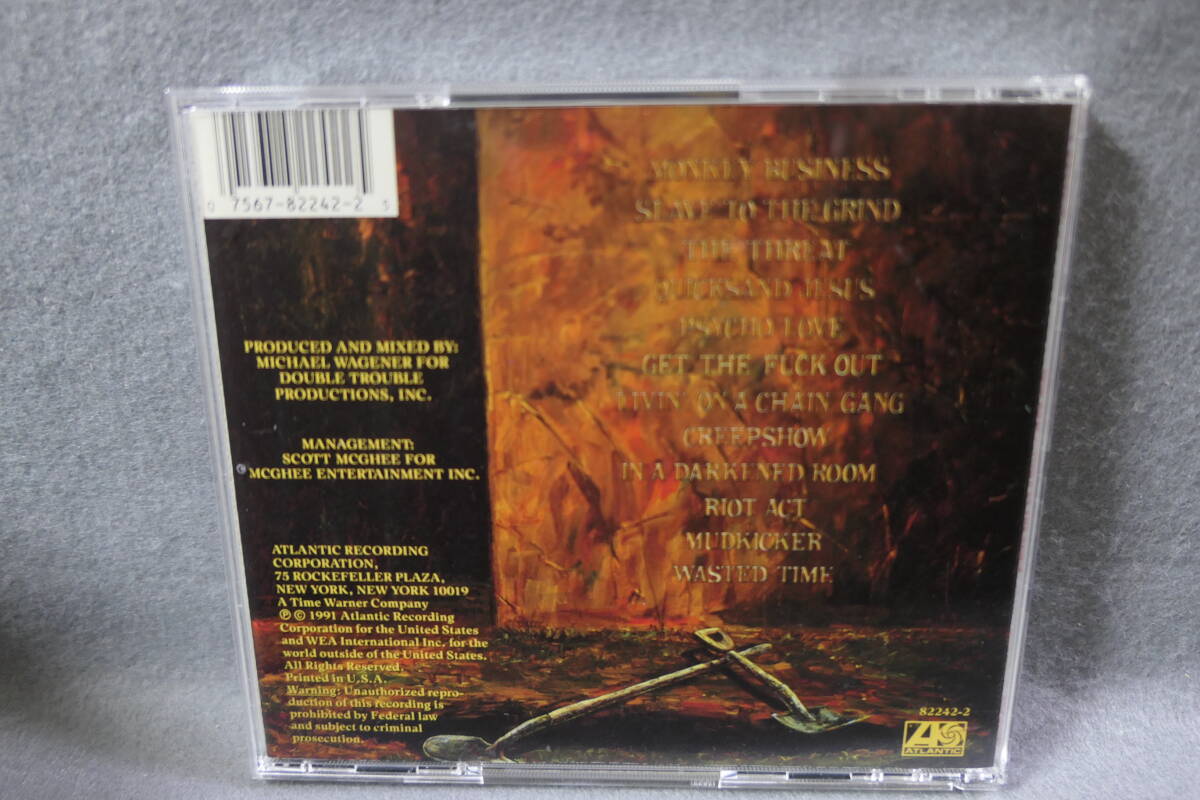 0 7567-82242-2 5
PRODUCED AND MIXED BY:
MICHAEL WAGENER FOR
DOUBLE TROUBLE
PRODUCTIONS, INC.
MANAGEMENT:
SCOTT MCGHEE FOR
MCGHEE ENTERTAINMENT INC.
ATLANTIC RECORDING
CORPORATION,
75 ROCKEFELLER PLAZA,
NEW YORK, NEW YORK 10019
A Time Warner Company
℗ © 1991 Atlantic Recording
Corporation for the United States
and WEA International Inc. for the
world outside of the United States.
All Rights Reserved.
Printed in U.S.A.
Warning: Unauthorized repro-
duction of this recording is
prohibited by Federal law
and subject to criminal
prosecution.
MONKEY BUSINESS
SLAVE TO THE GRIND
THE THREAT
QUICKSAND JESUS
PSYCHO LOVE
GET THE FUCK OUT
LIVIN' ON A CHAIN GANG
CREEPSHOW
IN A DARKENED ROOM
RIOT ACT
MUDKICKER
WASTED TIME
82242-2
ATLANTIC